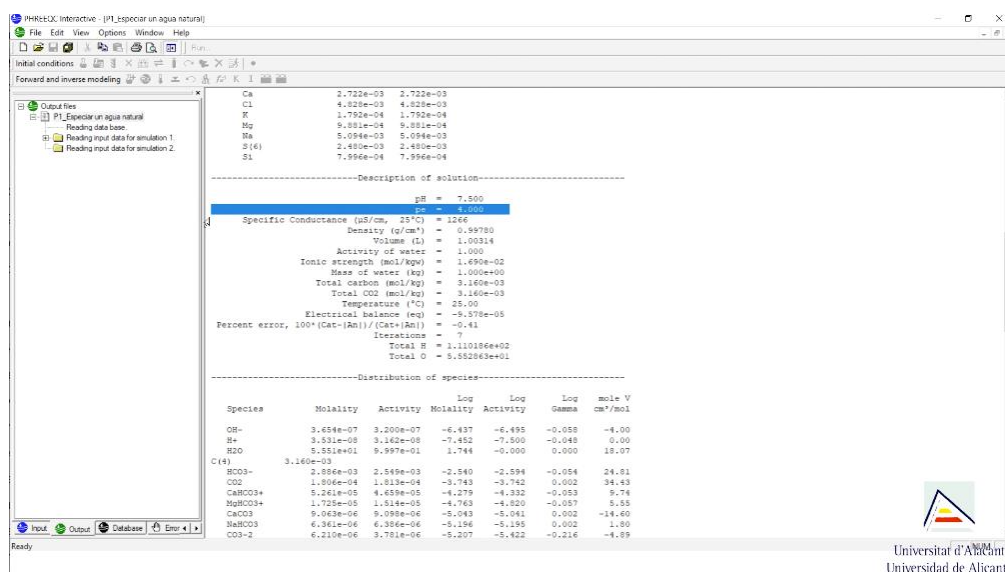 PHREEQC Interactive - [P1_Especiar un agua natural]
File Edit View Options Window Help
Run...
Initial conditions
Forward and inverse modeling
Output files
P1_Especiar un agua natural
Reading data base.
Reading input data for simulation 1.
Reading input data for simulation 2.
Ca 2.722e-03 2.722e-03
Cl 4.828e-03 4.828e-03
K 1.792e-04 1.792e-04
Mg 9.881e-04 9.881e-04
Na 5.094e-03 5.094e-03
S(6) 2.480e-03 2.480e-03
Si 7.996e-04 7.996e-04
----------------------------Description of solution----------------------------
pH = 7.500
pe = 4.000
Specific Conductance (µS/cm, 25°C) = 1266
Density (g/cm³) = 0.99780
Volume (L) = 1.00314
Activity of water = 1.000
Ionic strength (mol/kgw) = 1.690e-02
Mass of water (kg) = 1.000e+00
Total carbon (mol/kg) = 3.160e-03
Total CO2 (mol/kg) = 3.160e-03
Temperature (°C) = 25.00
Electrical balance (eq) = -9.578e-05
Percent error, 100*(Cat-|An|)/(Cat+|An|) = -0.41
Iterations = 7
Total H = 1.110186e+02
Total O = 5.552863e+01
----------------------------Distribution of species----------------------------
Log Log Log mole V
Species Molality Activity Molality Activity Gamma cm³/mol
OH- 3.654e-07 3.200e-07 -6.437 -6.495 -0.058 -4.00
H+ 3.531e-08 3.162e-08 -7.452 -7.500 -0.048 0.00
H2O 5.551e+01 9.997e-01 1.744 -0.000 0.000 18.07
C(4) 3.160e-03
HCO3- 2.886e-03 2.549e-03 -2.540 -2.594 -0.054 24.81
CO2 1.806e-04 1.813e-04 -3.743 -3.742 0.002 34.43
CaHCO3+ 5.261e-05 4.659e-05 -4.279 -4.332 -0.053 9.74
MgHCO3+ 1.725e-05 1.514e-05 -4.763 -4.820 -0.057 5.55
CaCO3 9.063e-06 9.098e-06 -5.043 -5.041 0.002 -14.60
NaHCO3 6.361e-06 6.386e-06 -5.196 -5.195 0.002 1.80
CO3-2 6.210e-06 3.781e-06 -5.207 -5.422 -0.216 -4.89
Input Output Database Error
Ready
NUM
Universitat d'Alacant
Universidad de Alicant